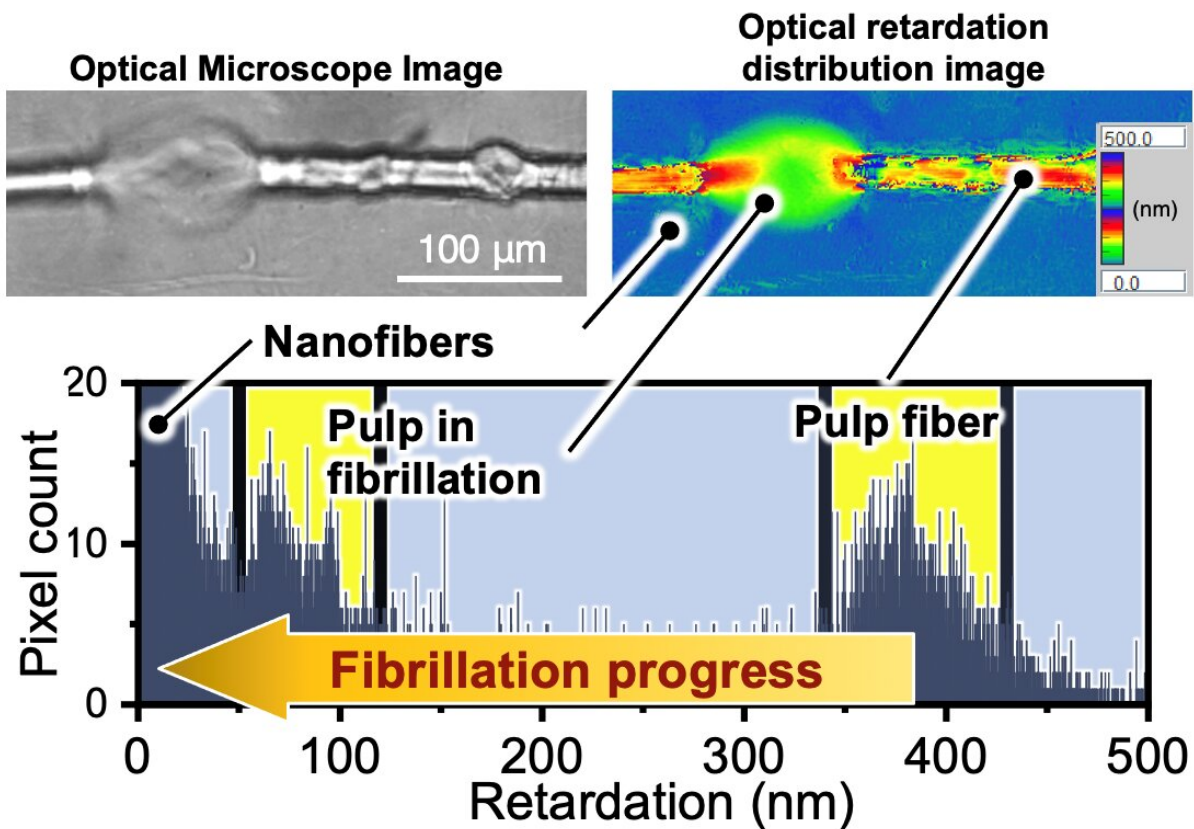 Optical Microscope Image
Optical retardation
distribution image
100 µm
500.0
(nm)
0.0
Nanofibers
Pulp in
fibrillation
Pulp fiber
Fibrillation progress
20
10
0
Pixel count
0 100 200 300 400 500
Retardation (nm)